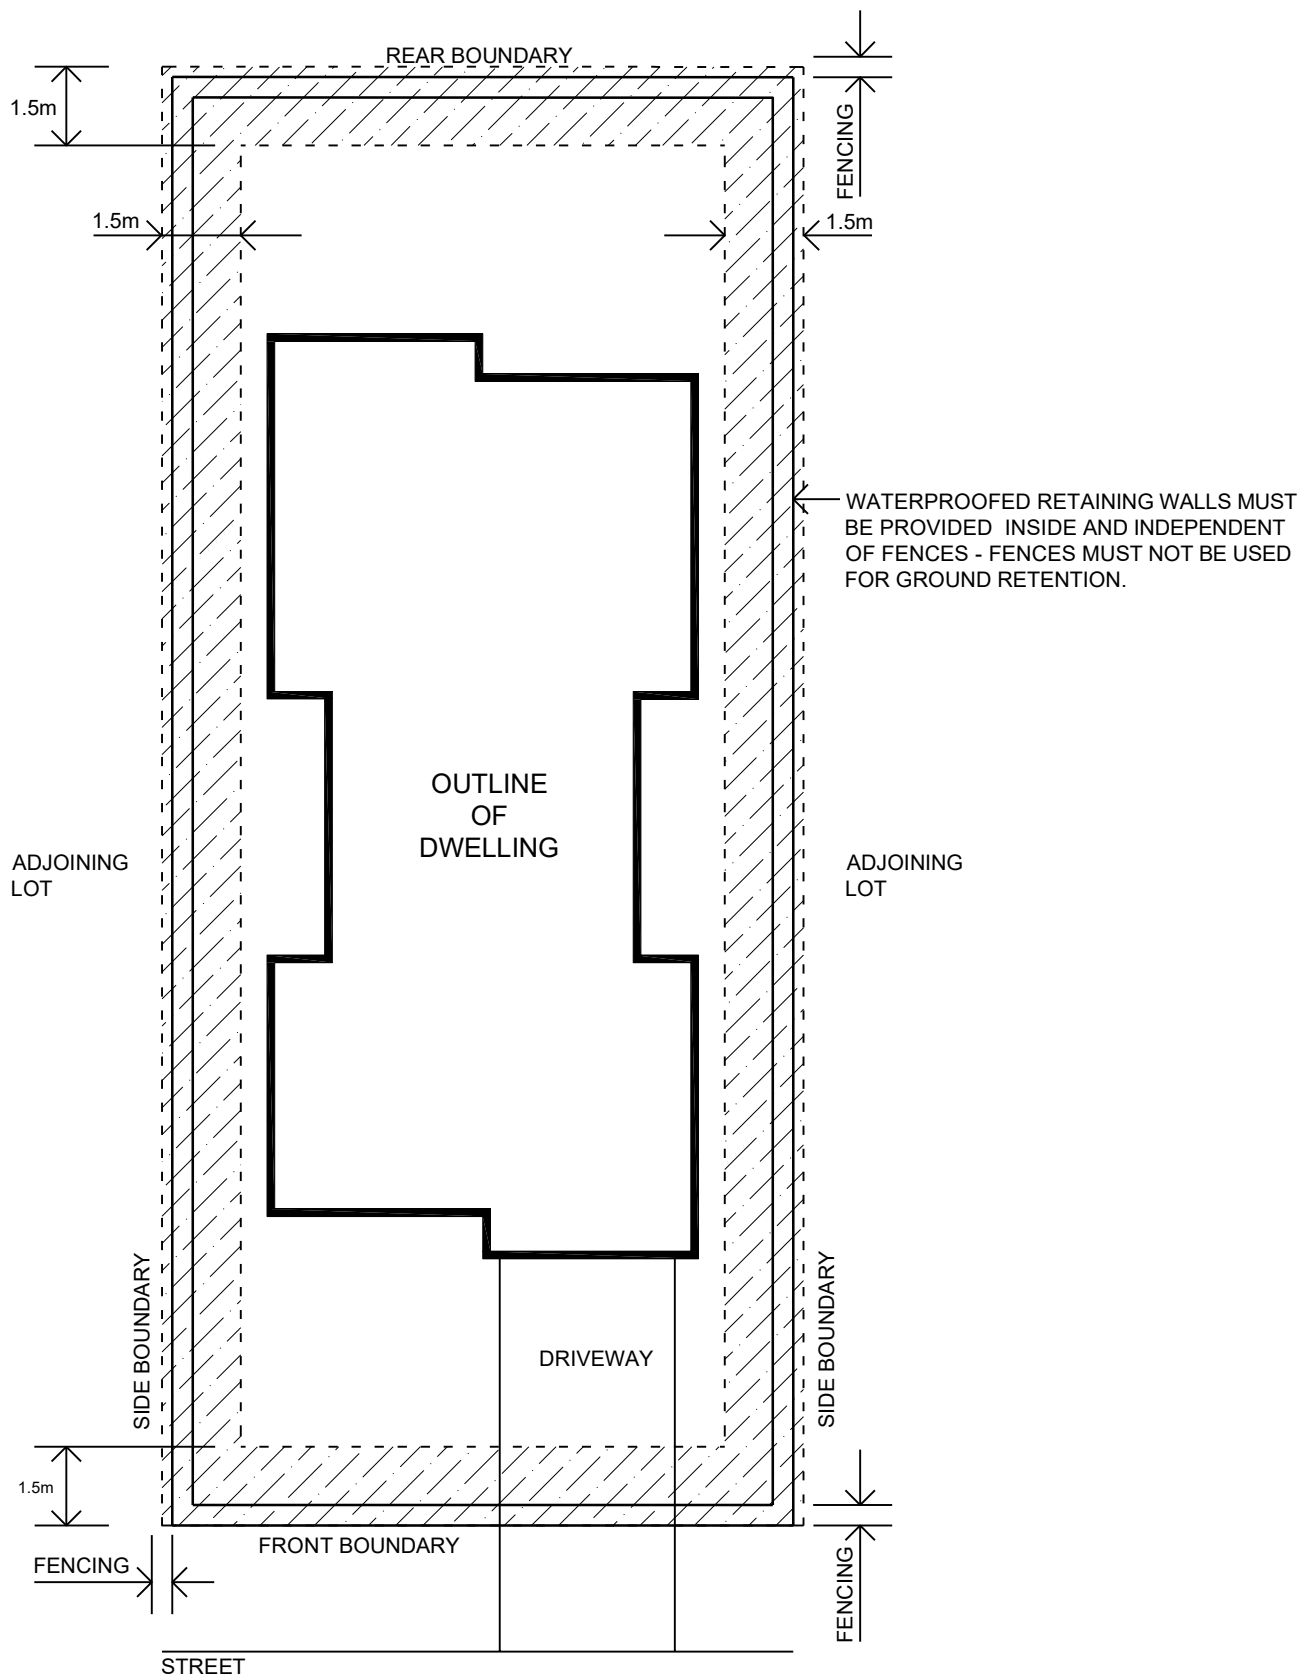 REAR BOUNDARY
1.5m
FENCING
1.5m
1.5m
WATERPROOFED RETAINING WALLS MUST
BE PROVIDED INSIDE AND INDEPENDENT
OF FENCES - FENCES MUST NOT BE USED
FOR GROUND RETENTION.
OUTLINE
OF
DWELLING
ADJOINING
LOT
ADJOINING
LOT
SIDE BOUNDARY
SIDE BOUNDARY
DRIVEWAY
1.5m
FRONT BOUNDARY
FENCING
FENCING
STREET